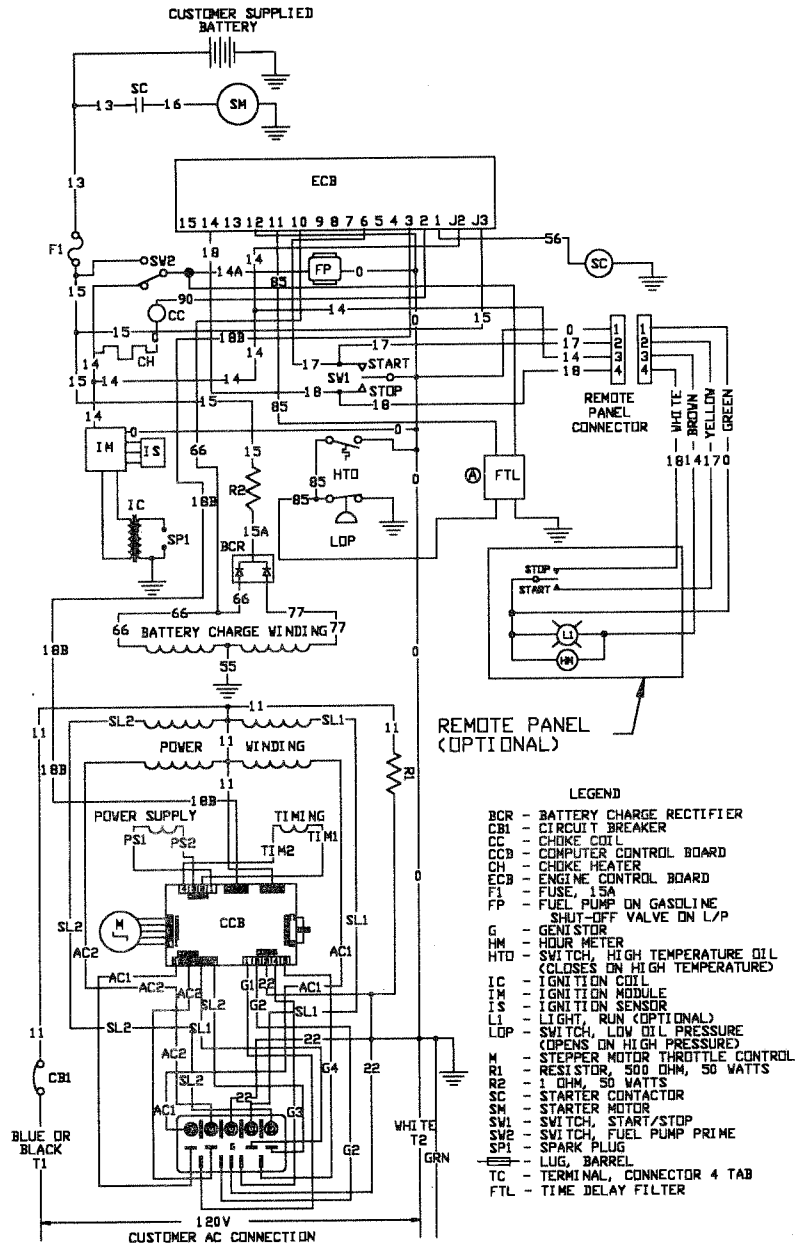 CUSTOMER SUPPLIED
BATTERY
SC
13
16
SM
13
ECB
15 14 13 12 11 10 9 8 7 6 5 4 3 2 1 J2 J3
18
14
56
SC
F1
SW2
14A
FP
0
85
15
90
CC
14
15
0
15
0
18B
17
0
1
1
17
2
2
14
3
3
18
4
4
14
CH
14
17
START
SW1
STOP
15
14
14
18
18
REMOTE
PANEL
CONNECTOR
WHITE
BROWN
YELLOW
GREEN
15
85
14
0
0
IM
IS
66
15
HTO
A
FTL
18 14 17 0
R2
85
0
18B
85
IC
SP1
15A
LOP
BCR
STOP
START
66
66
77
66
BATTERY CHARGE WINDING
77
L1
HM
18B
55
0
11
SL2
SL1
REMOTE PANEL
(OPTIONAL)
11
11
11
POWER
WINDING
18B
11
R1
18B
POWER SUPPLY
TIMING
PS1
PS2
TIM1
TIM2
0
CCB
M
SL2
SL1
AC2
AC1
AC1
AC2
AC2
SL2
G1
22
G2
SL1
11
SL2
SL1
22
AC2
G4
22
CB1
SL2
AC1
22
G3
G
BLUE OR
BLACK
T1
G2
WHITE
T2
GRN
120V
CUSTOMER AC CONNECTION
LEGEND
BCR - BATTERY CHARGE RECTIFIER
CB1 - CIRCUIT BREAKER
CC - CHOKE COIL
CCB - COMPUTER CONTROL BOARD
CH - CHOKE HEATER
ECB - ENGINE CONTROL BOARD
F1 - FUSE, 15A
FP - FUEL PUMP ON GASOLINE
SHUT-OFF VALVE ON L/P
G - GENISTOR
HM - HOUR METER
HTO - SWITCH, HIGH TEMPERATURE OIL
(CLOSES ON HIGH TEMPERATURE)
IC - IGNITION COIL
IM - IGNITION MODULE
IS - IGNITION SENSOR
L1 - LIGHT, RUN (OPTIONAL)
LOP - SWITCH, LOW OIL PRESSURE
(OPENS ON HIGH PRESSURE)
M - STEPPER MOTOR THROTTLE CONTROL
R1 - RESISTOR, 500 OHM, 50 WATTS
R2 - 1 OHM, 50 WATTS
SC - STARTER CONTACTOR
SM - STARTER MOTOR
SW1 - SWITCH, START/STOP
SW2 - SWITCH, FUEL PUMP PRIME
SP1 - SPARK PLUG
- LUG, BARREL
TC - TERMINAL, CONNECTOR 4 TAB
FTL - TIME DELAY FILTER